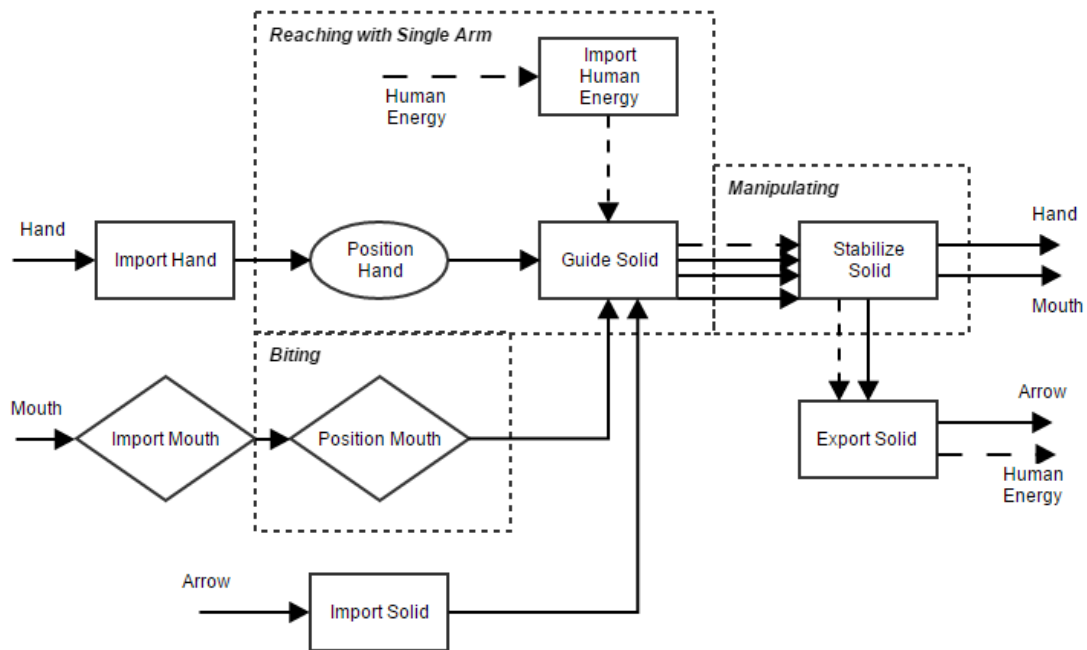 Reaching with Single Arm
Import
Human
Energy
Human
Energy
Manipulating
Hand
Import Hand
Position
Hand
Guide Solid
Stabilize
Solid
Hand
Mouth
Biting
Mouth
Import Mouth
Position Mouth
Arrow
Export Solid
Human
Energy
Arrow
Import Solid